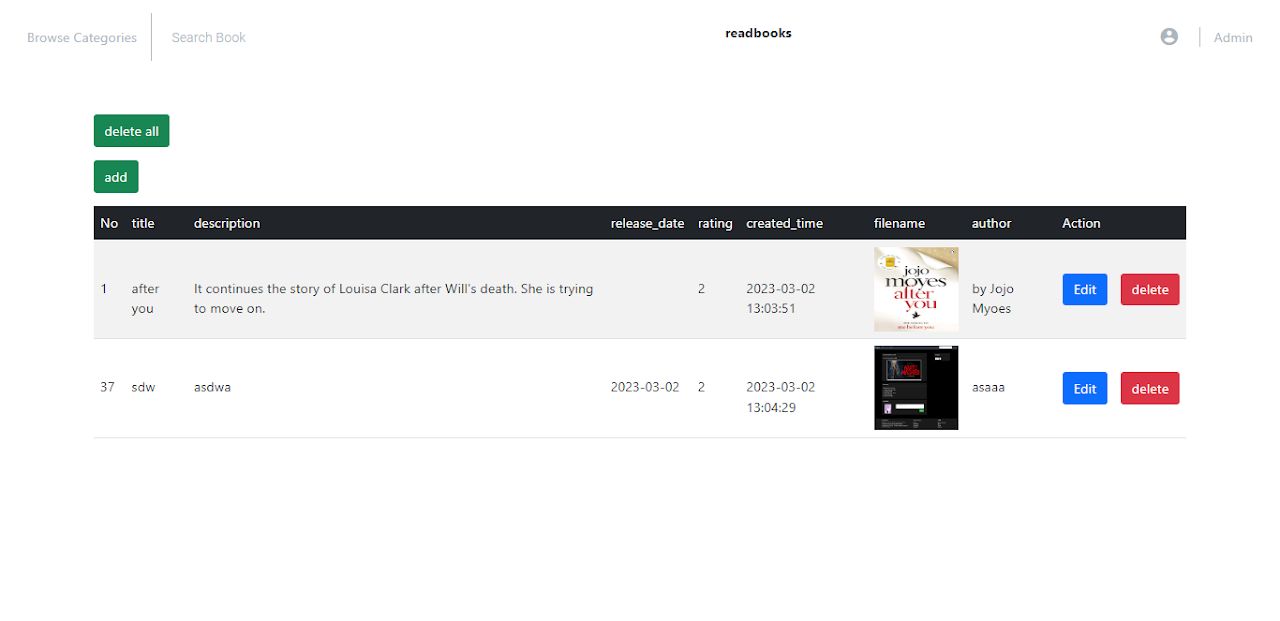 Browse Categories
Search Book
readbooks
Admin
delete all
add
No title description release_date rating created_time filename author Action
1 after you It continues the story of Louisa Clark after Will's death. She is trying to move on. 2 2023-03-02 13:03:51 by Jojo Myoes Edit delete
jojo
moyes
after
you
me before you
37 sdw asdwa 2023-03-02 2 2023-03-02 13:04:29 asaaa Edit delete